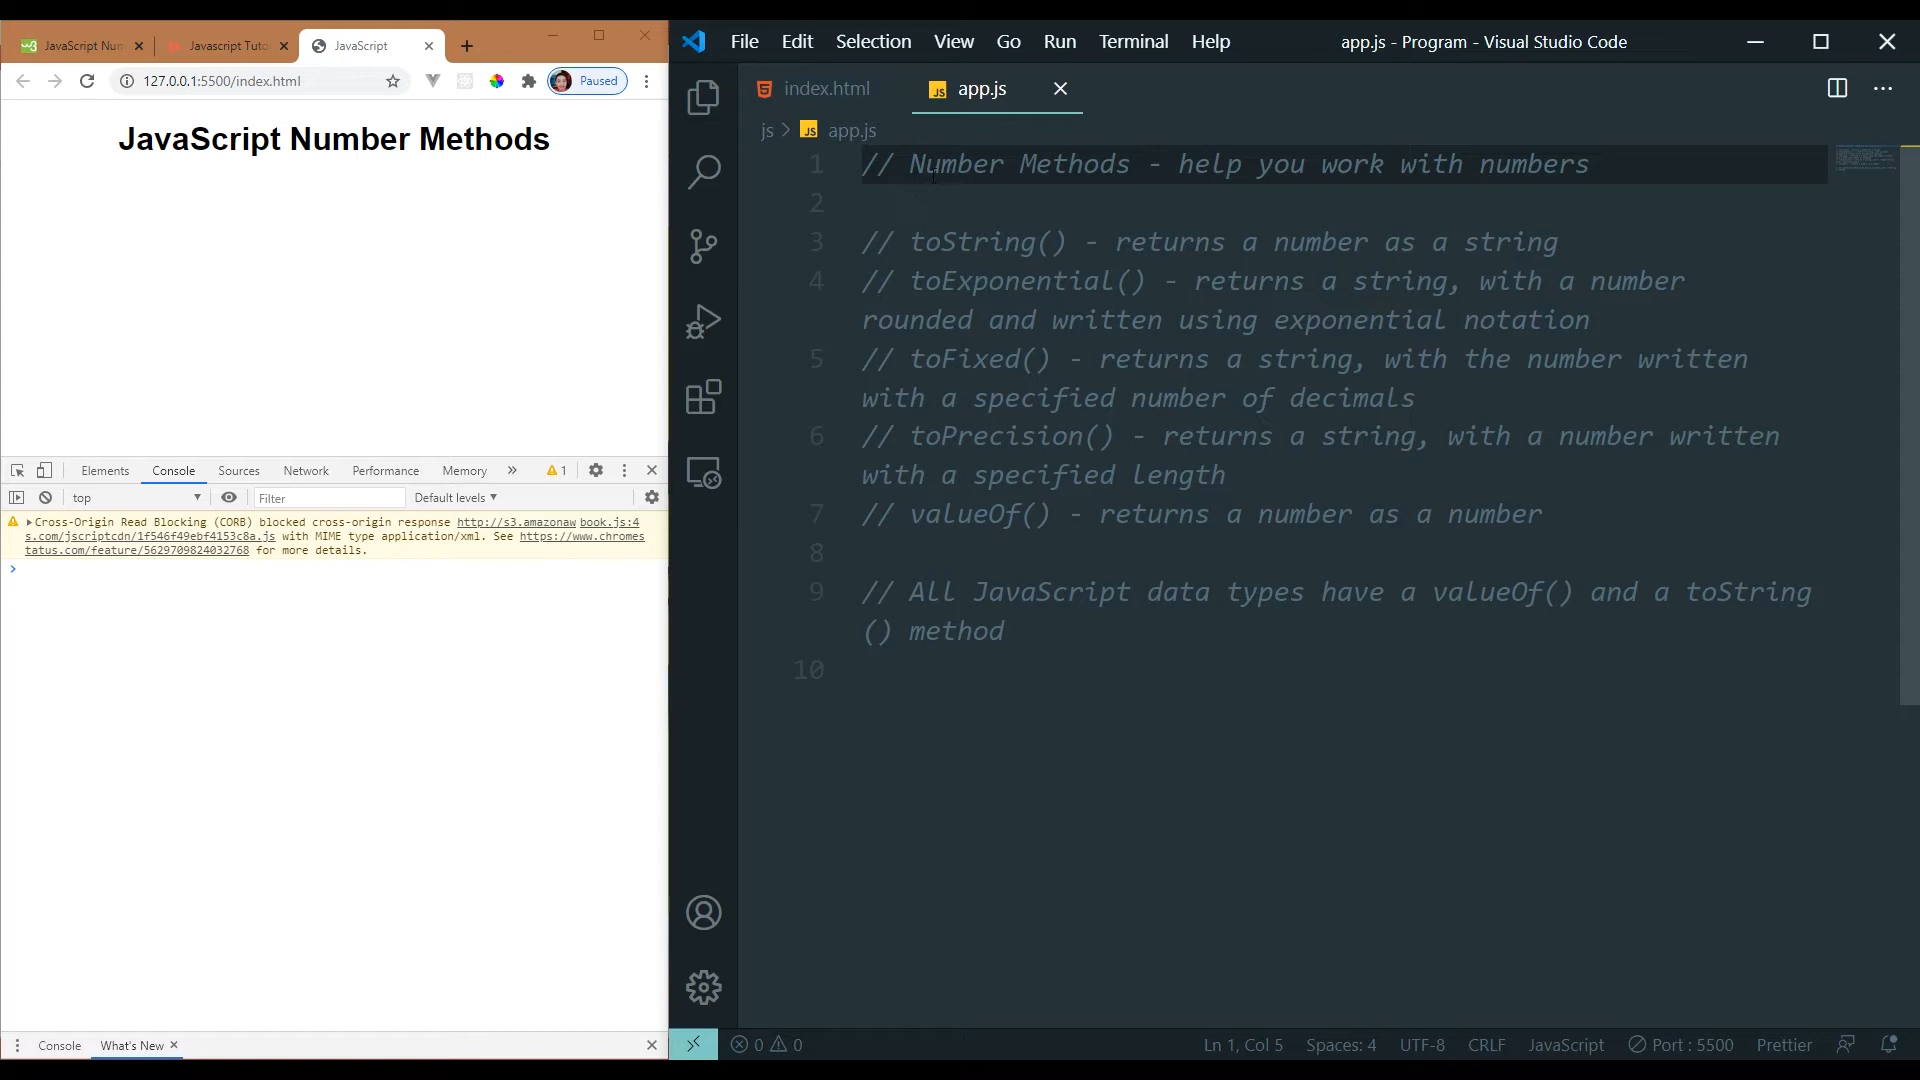 JavaScript Num
Javascript Tuto
JavaScript
127.0.0.1:5500/index.html
Paused
JavaScript Number Methods
Elements
Console
Sources
Network
Performance
Memory
1
top
Filter
Default levels
Cross-Origin Read Blocking (CORB) blocked cross-origin response http://s3.amazonaw book.js:4
s.com/jscriptcdn/1f546f49ebf4153c8a.js with MIME type application/xml. See https://www.chromes
tatus.com/feature/5629709824032768 for more details.
Console
What's New
File Edit Selection View Go Run Terminal Help
app.js - Program - Visual Studio Code
index.html
JS app.js
js > JS app.js
1 // Number Methods - help you work with numbers
2
3 // toString() - returns a number as a string
4 // toExponential() - returns a string, with a number
rounded and written using exponential notation
5 // toFixed() - returns a string, with the number written
with a specified number of decimals
6 // toPrecision() - returns a string, with a number written
with a specified length
7 // valueOf() - returns a number as a number
8
9 // All JavaScript data types have a valueOf() and a toString
() method
10
0 0
Ln 1, Col 5
Spaces: 4
UTF-8
CRLF
JavaScript
Port : 5500
Prettier